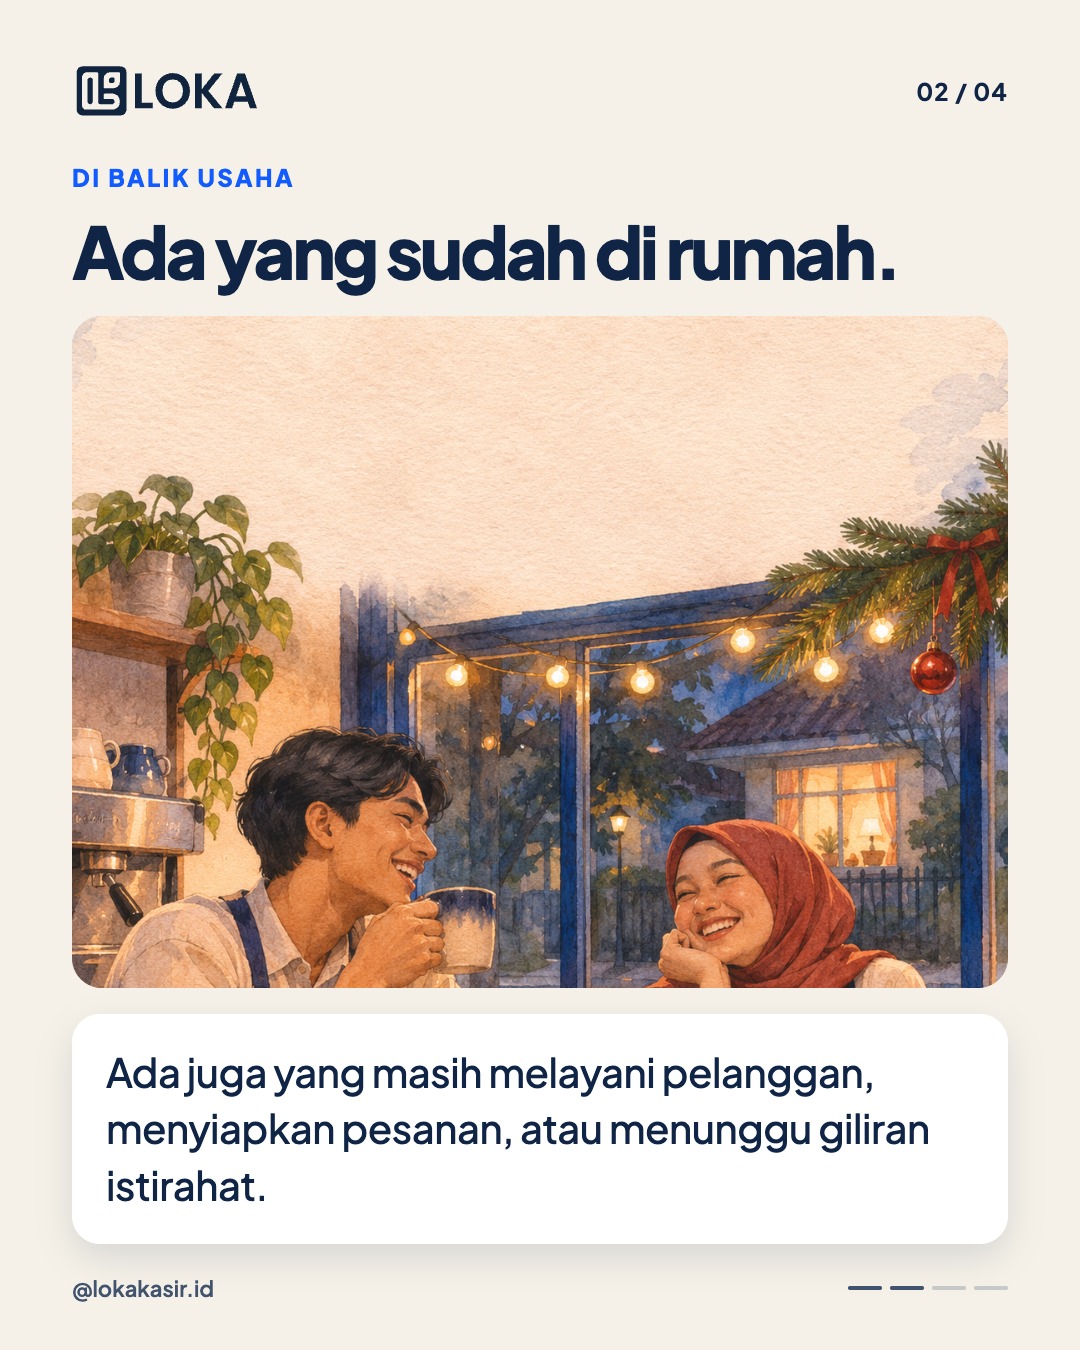 LOKA
02 / 04
DI BALIK USAHA
Ada yang sudah di rumah.
Ada juga yang masih melayani pelanggan,
menyiapkan pesanan, atau menunggu giliran
istirahat.
@lokakasir.id